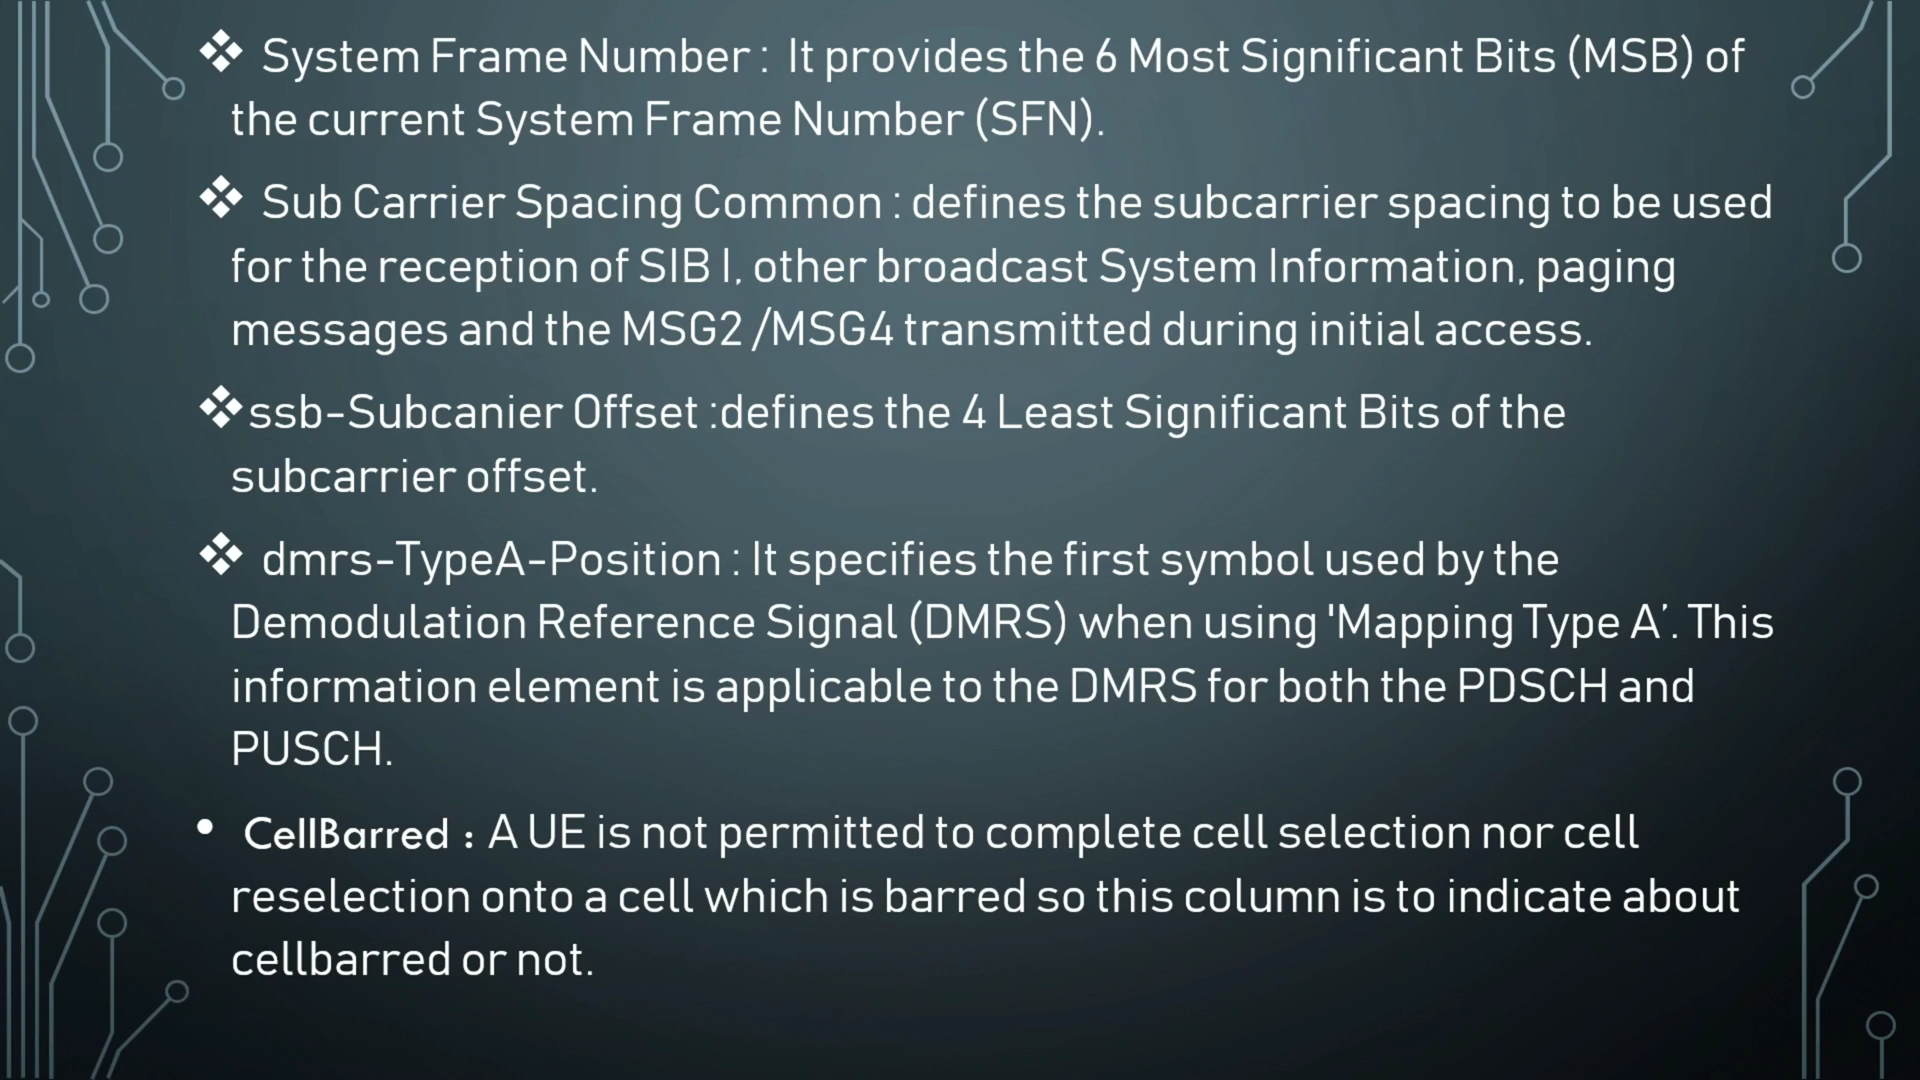 ❖ System Frame Number : It provides the 6 Most Significant Bits (MSB) of
the current System Frame Number (SFN).
❖ Sub Carrier Spacing Common : defines the subcarrier spacing to be used
for the reception of SIB I, other broadcast System Information, paging
messages and the MSG2 /MSG4 transmitted during initial access.
❖ssb-Subcanier Offset :defines the 4 Least Significant Bits of the
subcarrier offset.
❖ dmrs-TypeA-Position : It specifies the first symbol used by the
Demodulation Reference Signal (DMRS) when using 'Mapping Type A’. This
information element is applicable to the DMRS for both the PDSCH and
PUSCH.
• CellBarred : A UE is not permitted to complete cell selection nor cell
reselection onto a cell which is barred so this column is to indicate about
cellbarred or not.